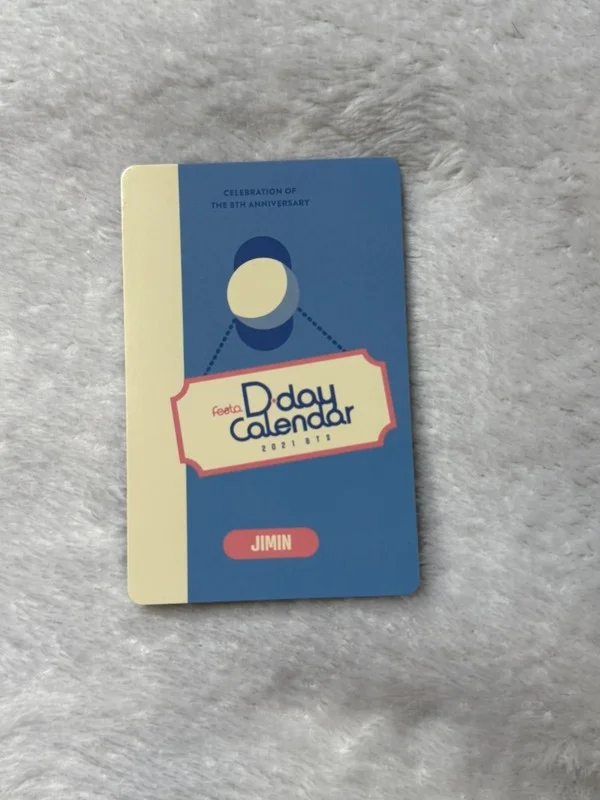 CELEBRATION OF
THE 8TH ANNIVERSARY
festa D-day
Calendar
2021 BTS
JIMIN